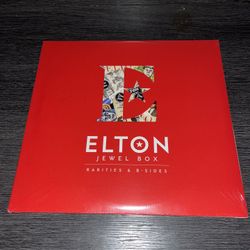 E
ELTON
JEWEL BOX
RARITIES & B-SIDES